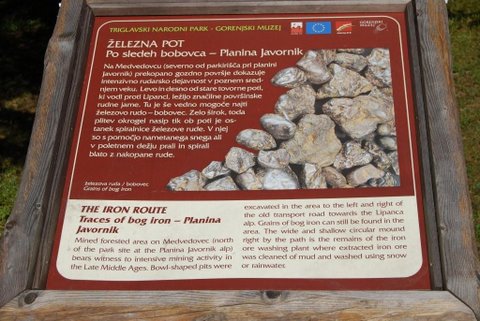 TRIGLAVSKI NARODNI PARK - GORENJSKI MUZEJ
ŽELEZNA POT
Po sledeh bobovca – Planina Javornik
Na Medvedovcu (severno od parkirišča pri planini
Javornik) prekopano gozdno površje dokazuje
intenzivno rudarsko dejavnost v poznem sred-
njem veku. Levo in desno od stare tovorne poti,
ki vodi proti Lipanci, ležijo značilne površinske
rudne jame. Tu je še vedno mogoče najti
železovo rudo – bobovec. Zelo širok, toda
plitev okrogel nasip tik ob poti je os-
tanek spiralnice železove rude. V njej
so s pomočjo nametanega snega ali
v poletnem dežju prali in spirali
blato z nakopane rude.
železova ruda / bobovec
Grains of bog iron
THE IRON ROUTE
Traces of bog iron – Planina
Javornik
Mined forested area on Medvedovec (north
of the park site at the Planina Javornik alp)
bears witness to intensive mining activity in
the Late Middle Ages. Bowl-shaped pits were
excavated in the area to the left and right of
the old transport road towards the Lipanca
alp. Grains of bog iron can still be found in
the area. The wide and shallow circular mound
right by the path is the remains of the iron
ore washing plant where extracted iron ore
was cleaned of mud and washed using snow
or rainwater.